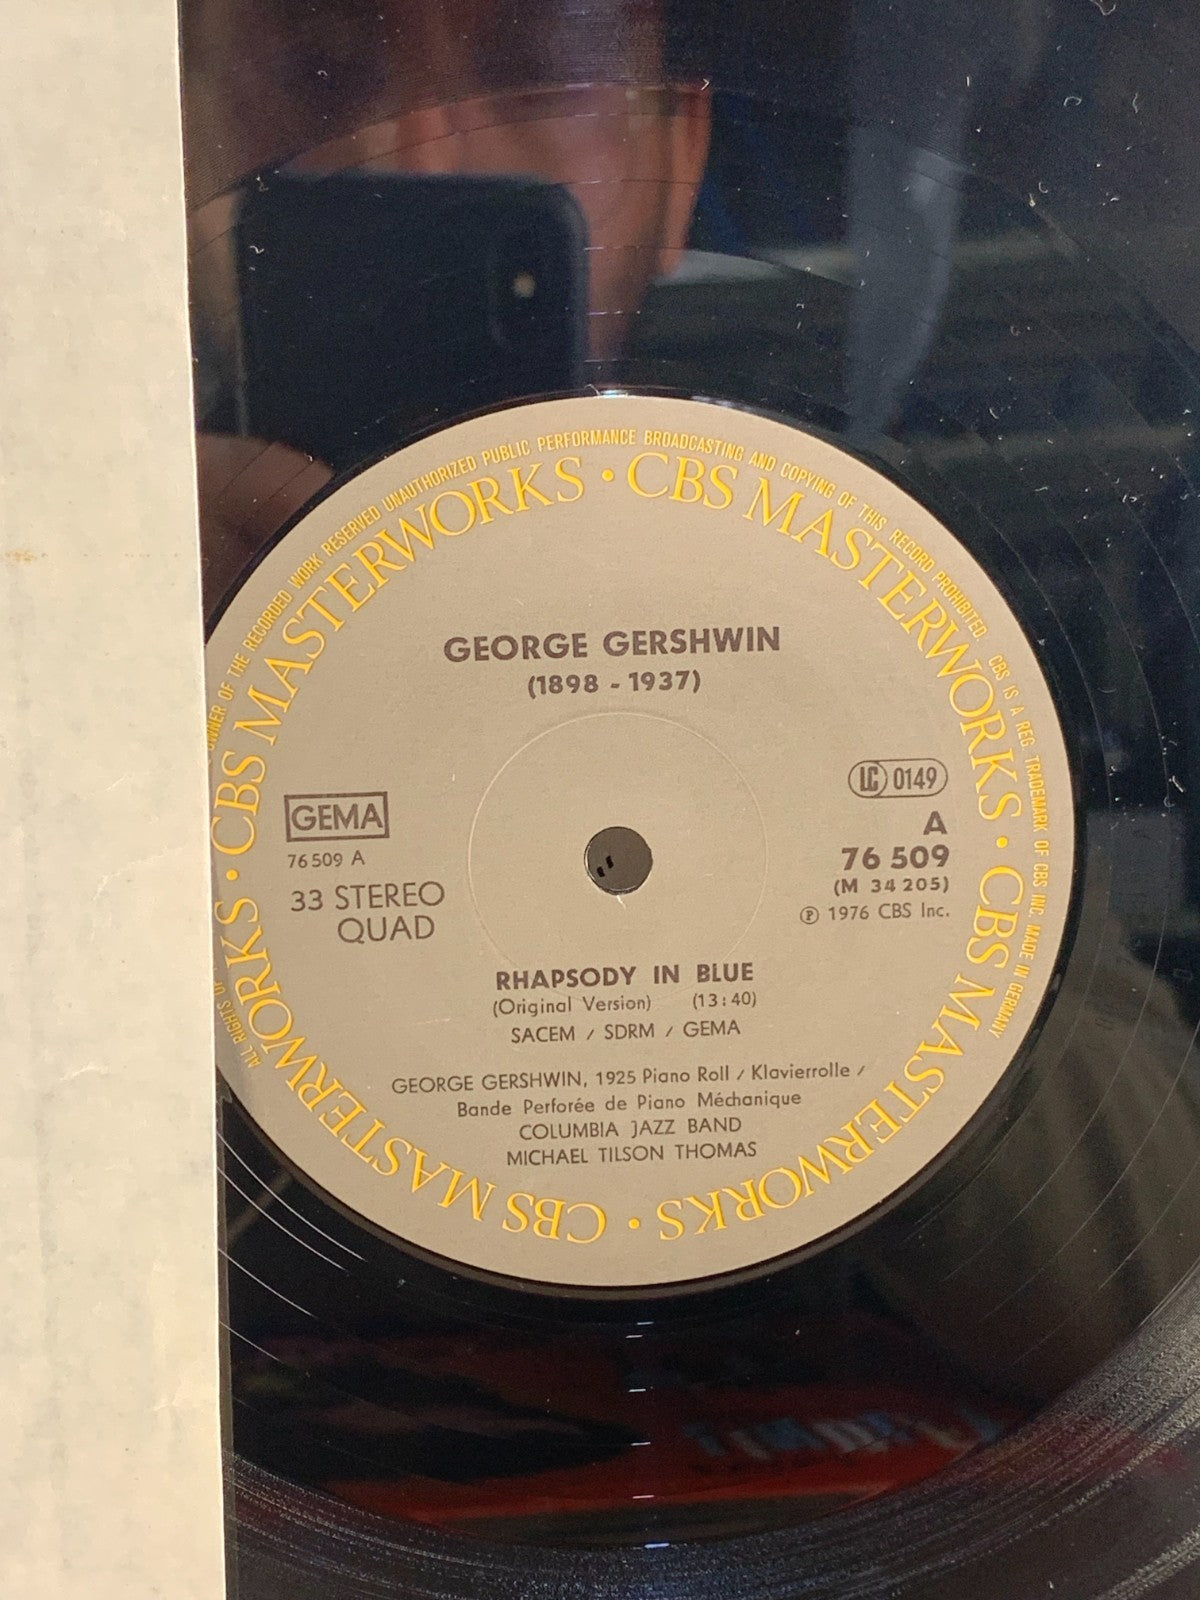 OWNER OF THE RECORDED WORK RESERVED UNAUTHORIZED PUBLIC PERFORMANCE BROADCASTING AND COPYING OF THIS RECORD PROHIBITED. CBS IS A REG. TRADEMARK OF CBS INC. MADE IN GERMANY
ALL RIGHTS OF
CBS MASTERWORKS • CBS MASTERWORKS • CBS MASTERWORKS • CBS MASTERWORKS •
GEORGE GERSHWIN
(1898 - 1937)
GEMA
76 509 A
33 STEREO
QUAD
LC 0149
A
76 509
(M 34 205)
℗ 1976 CBS Inc.
RHAPSODY IN BLUE
(Original Version) (13:40)
SACEM / SDRM / GEMA
GEORGE GERSHWIN, 1925 Piano Roll / Klavierrolle /
Bande Perforée de Piano Méchanique
COLUMBIA JAZZ BAND
MICHAEL TILSON THOMAS